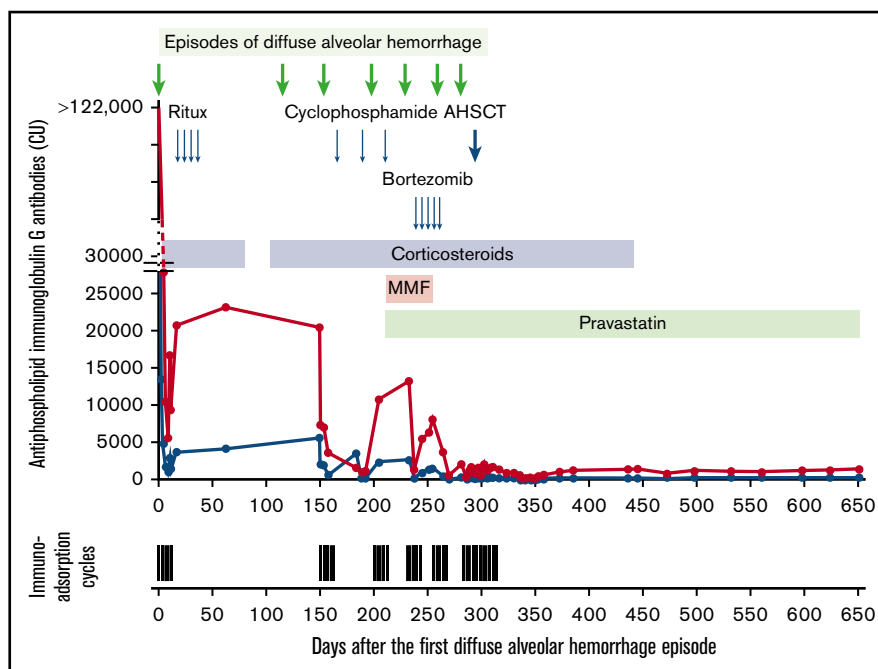 Episodes of diffuse alveolar hemorrhage
>122,000
Ritux
Cyclophosphamide AHSCT
Bortezomib
Corticosteroids
MMF
Pravastatin
Antiphospholipid immunoglobulin G antibodies (CU)
30000
25000
20000
15000
10000
5000
0
0 50 100 150 200 250 300 350 400 450 500 550 600 650
Immuno-
adsorption
cycles
0 50 100 150 200 250 300 350 400 450 500 550 600 650
Days after the first diffuse alveolar hemorrhage episode